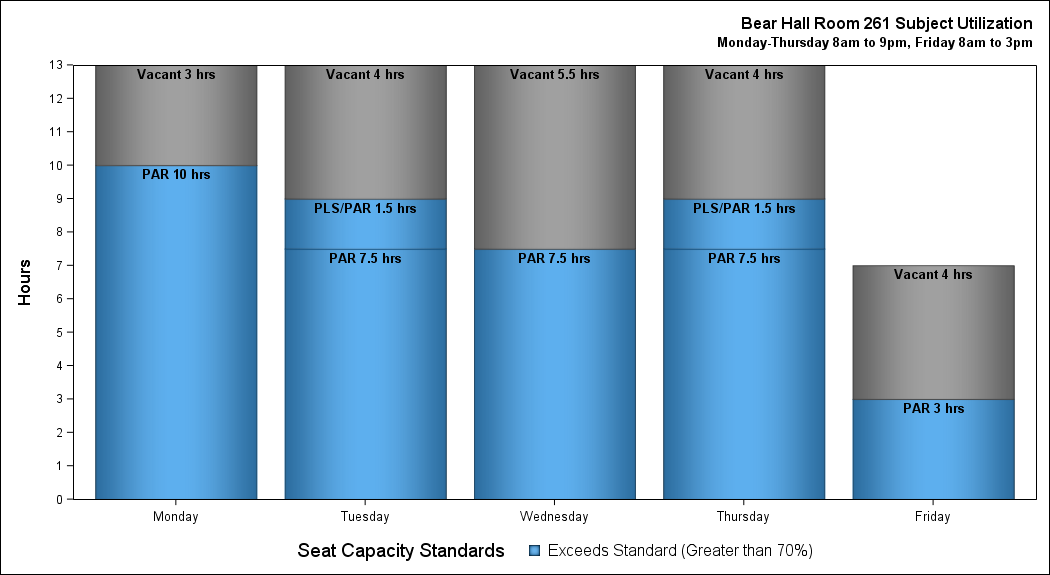 Bear Hall Room 261 Subject Utilization
Monday-Thursday 8am to 9pm, Friday 8am to 3pm
Hours
13
12
11
10
9
8
7
6
5
4
3
2
1
0
Vacant 3 hrs
PAR 10 hrs
Vacant 4 hrs
PLS/PAR 1.5 hrs
PAR 7.5 hrs
Vacant 5.5 hrs
PAR 7.5 hrs
Vacant 4 hrs
PLS/PAR 1.5 hrs
PAR 7.5 hrs
Vacant 4 hrs
PAR 3 hrs
Monday Tuesday Wednesday Thursday Friday
Seat Capacity Standards Exceeds Standard (Greater than 70%)